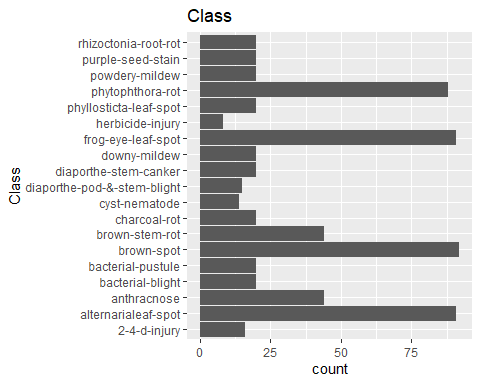 Class
rhizoctonia-root-rot
purple-seed-stain
powdery-mildew
phytophthora-rot
phyllosticta-leaf-spot
herbicide-injury
frog-eye-leaf-spot
downy-mildew
diaporthe-stem-canker
diaporthe-pod-&-stem-blight
cyst-nematode
charcoal-rot
brown-stem-rot
brown-spot
bacterial-pustule
bacterial-blight
anthracnose
alternarialeaf-spot
2-4-d-injury
Class
0 25 50 75
count